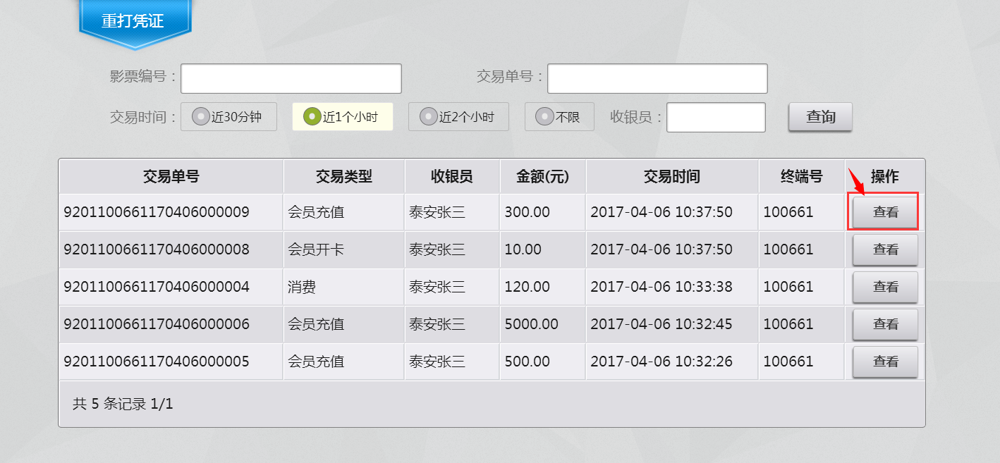 重打凭证
影票编号： 交易单号：
交易时间： 近30分钟 近1个小时 近2个小时 不限 收银员： 查询
交易单号 交易类型 收银员 金额(元) 交易时间 终端号 操作
9201100661170406000009 会员充值 泰安张三 300.00 2017-04-06 10:37:50 100661 查看
9201100661170406000008 会员开卡 泰安张三 10.00 2017-04-06 10:37:50 100661 查看
9201100661170406000004 消费 泰安张三 120.00 2017-04-06 10:33:38 100661 查看
9201100661170406000006 会员充值 泰安张三 5000.00 2017-04-06 10:32:45 100661 查看
9201100661170406000005 会员充值 泰安张三 500.00 2017-04-06 10:32:26 100661 查看
共 5 条记录 1/1